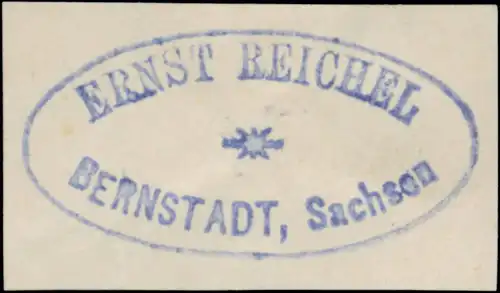 ERNST REICHEL
BERNSTADT, Sachsen